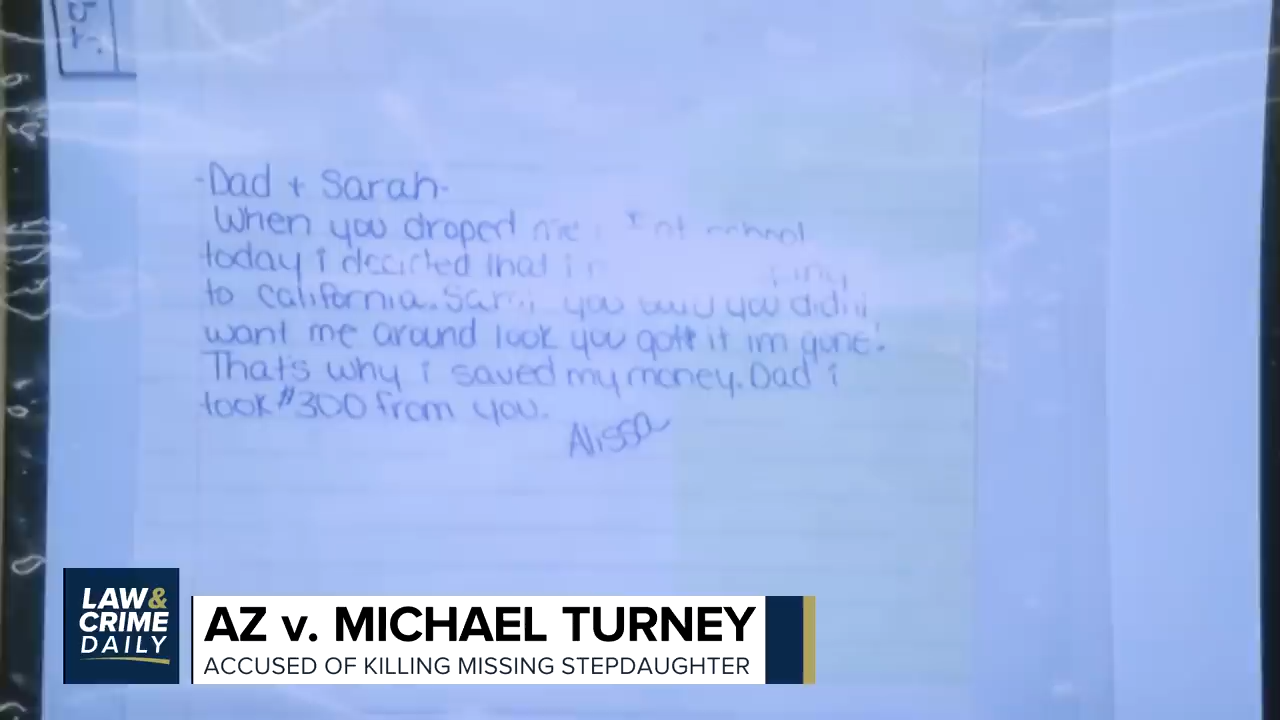 -Dad + Sarah-
When you droped me at school
today i decided that i
to california. Sarah you said you didn't
want me around look you gott it im gone!
That's why i saved my money. Dad i
took $300 from you.
Alissa
LAW&
CRIME
DAILY
AZ v. MICHAEL TURNEY
ACCUSED OF KILLING MISSING STEPDAUGHTER